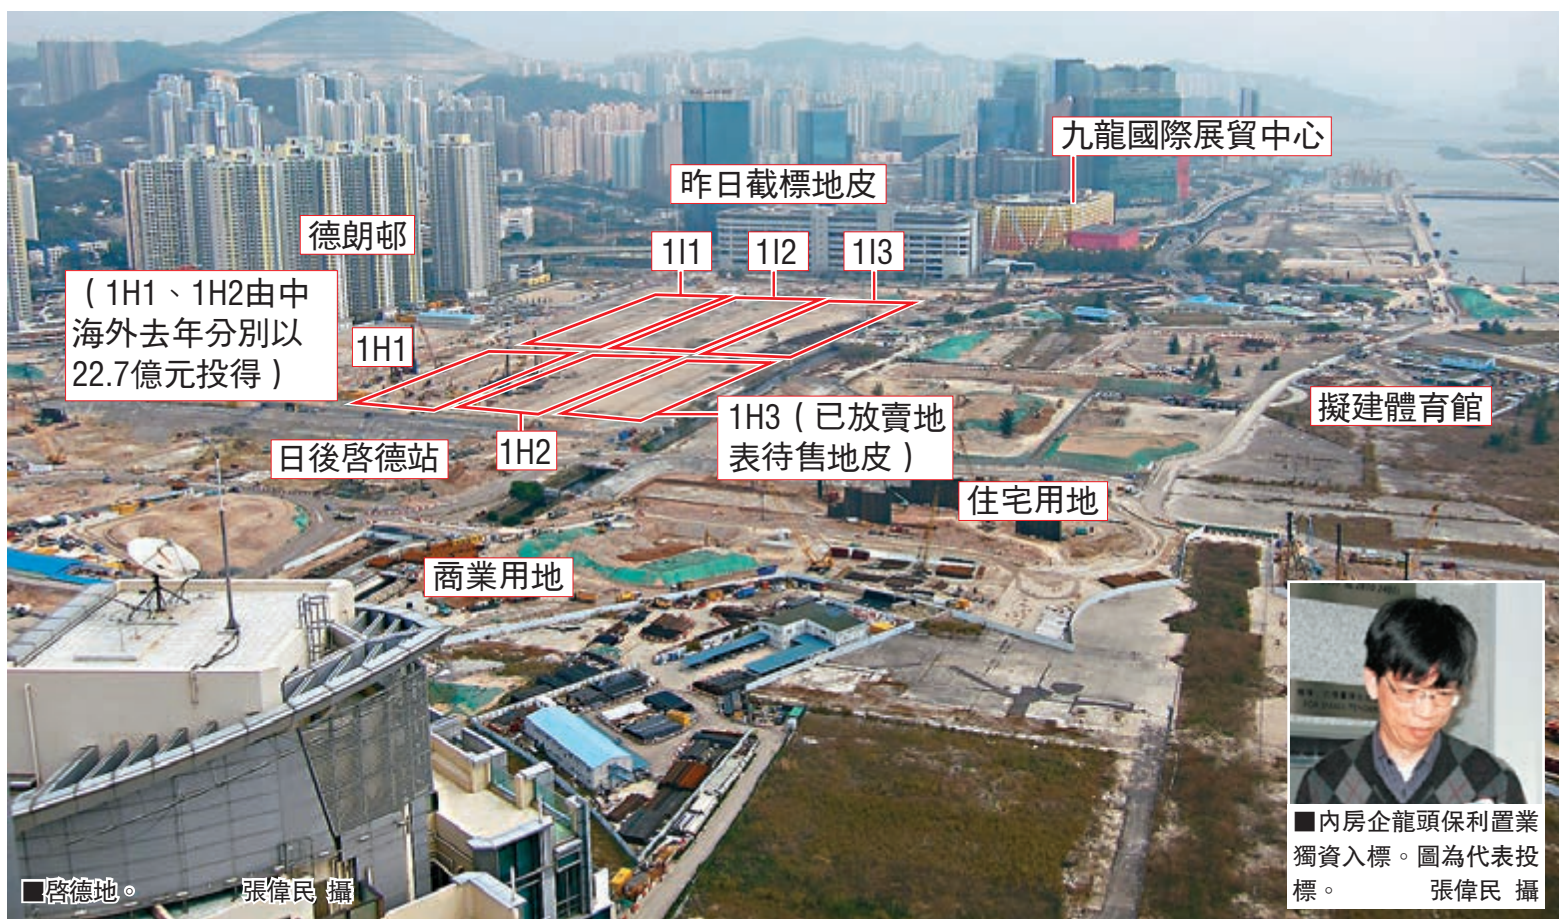 九龍國際展貿中心
昨日截標地皮
德朗邨
1I1
1I2
1I3
（1H1、1H2由中
海外去年分別以
22.7億元投得）
1H1
擬建體育館
1H3（已放賣地
表待售地皮）
日後啓德站
1H2
住宅用地
商業用地
■內房企龍頭保利置業
獨資入標。圖為代表投
標。 張偉民 攝
■啓德地。 張偉民 攝